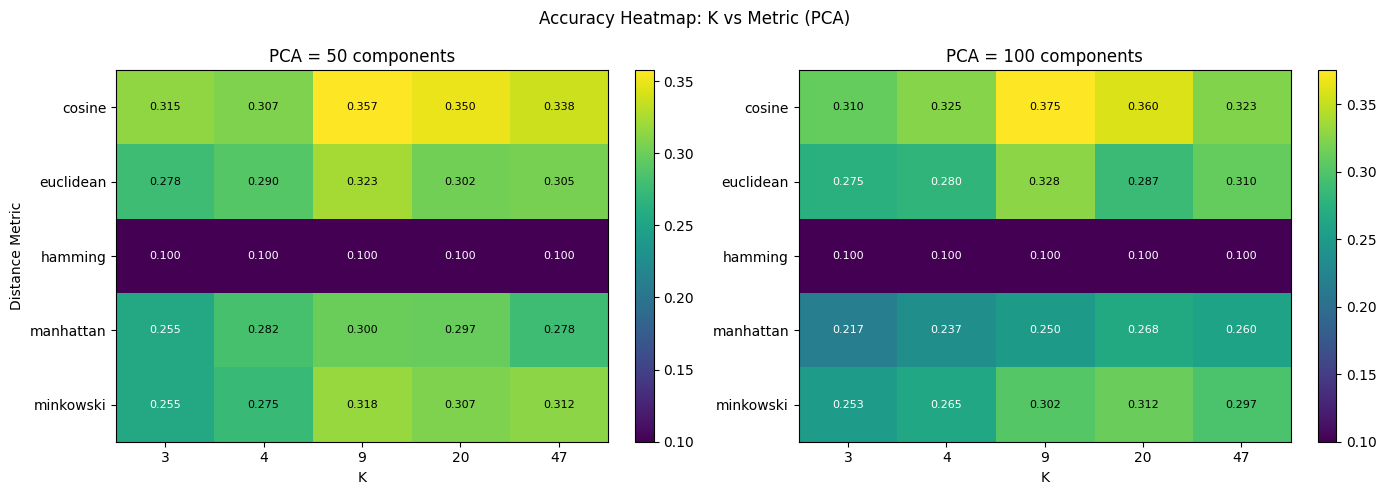 Accuracy Heatmap: K vs Metric (PCA)
PCA = 50 components
Distance Metric
cosine 0.315 0.307 0.357 0.350 0.338
euclidean 0.278 0.290 0.323 0.302 0.305
hamming 0.100 0.100 0.100 0.100 0.100
manhattan 0.255 0.282 0.300 0.297 0.278
minkowski 0.255 0.275 0.318 0.307 0.312
3 4 9 20 47
K
0.35
0.30
0.25
0.20
0.15
0.10
PCA = 100 components
cosine 0.310 0.325 0.375 0.360 0.323
euclidean 0.275 0.280 0.328 0.287 0.310
hamming 0.100 0.100 0.100 0.100 0.100
manhattan 0.217 0.237 0.250 0.268 0.260
minkowski 0.253 0.265 0.302 0.312 0.297
3 4 9 20 47
K
0.35
0.30
0.25
0.20
0.15
0.10